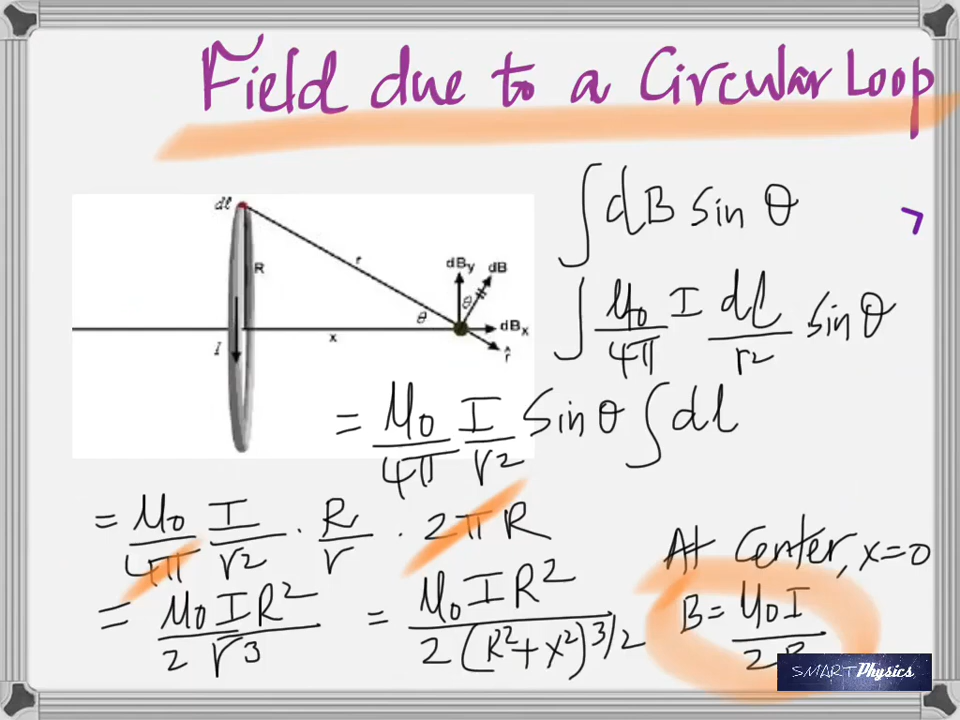 Field due to a Circular Loop
∫ dB sin θ
∫ μ₀/4π I dl/r² sin θ
= μ₀/4π I/r² Sin θ ∫ dl
= μ₀/4π I/r² · R/r · 2πR
= μ₀IR²/2r³ = μ₀IR²/2(R²+x²)^3/2
At Center, x=0
B = μ₀I/2R
dl
R
r
I
x
θ
θ
dBy
dB
dBx
r̂
SMART Physics